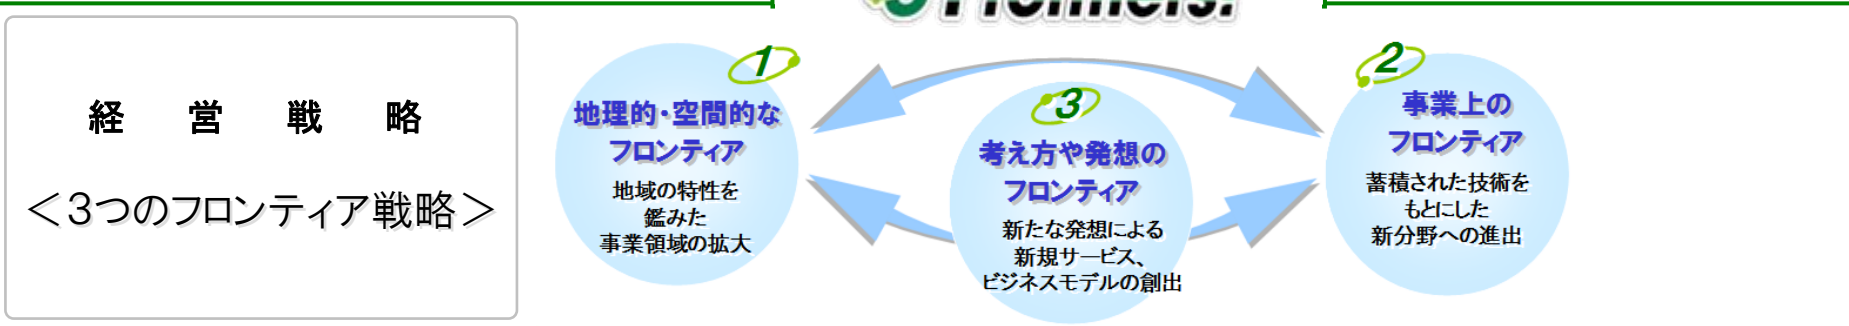 3 Frontiers.
経営戦略
<3つのフロンティア戦略>
1
地理的・空間的な
フロンティア
地域の特性を
鑑みた
事業領域の拡大
3
考え方や発想の
フロンティア
新たな発想による
新規サービス、
ビジネスモデルの創出
2
事業上の
フロンティア
蓄積された技術を
もとにした
新分野への進出